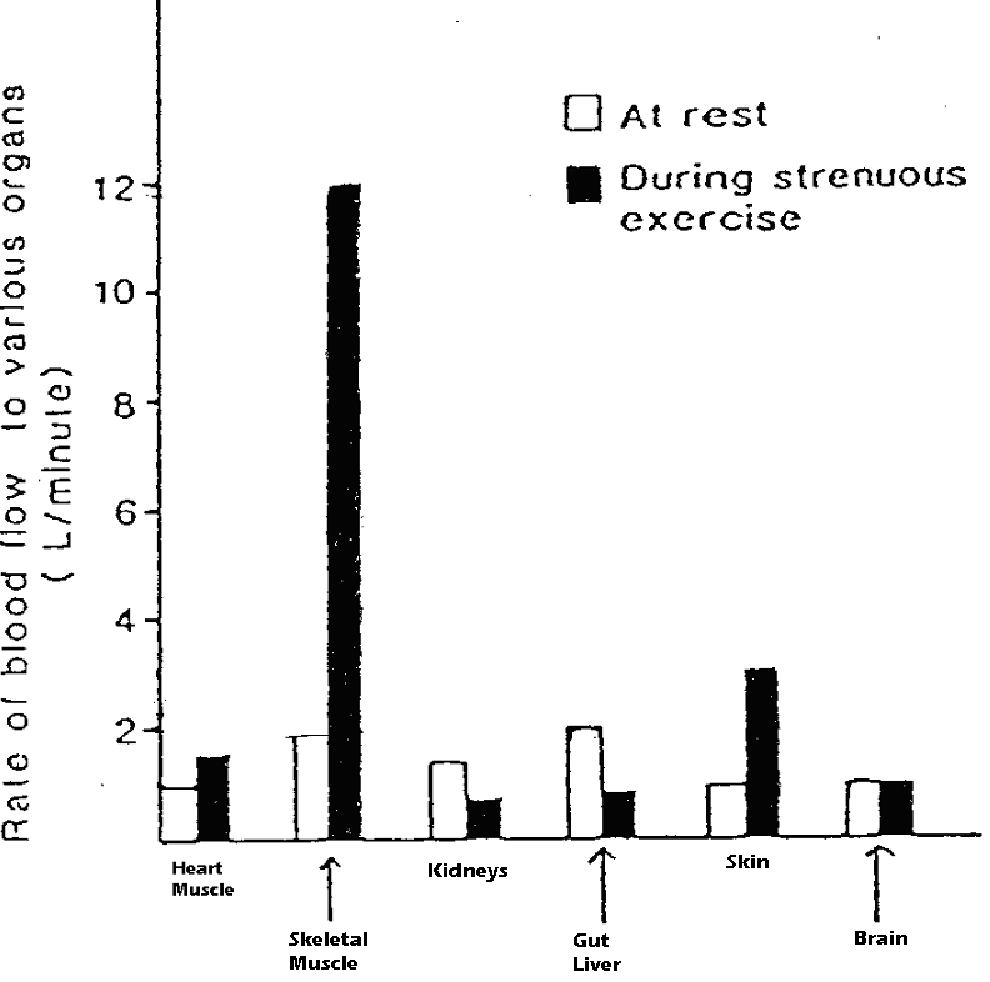 Rate of blood flow to various organs
( L/minute)
At rest
During strenuous
exercise
12
10
8
6
4
2
Heart
Muscle
Skeletal
Muscle
Kidneys
Gut
Liver
Skin
Brain